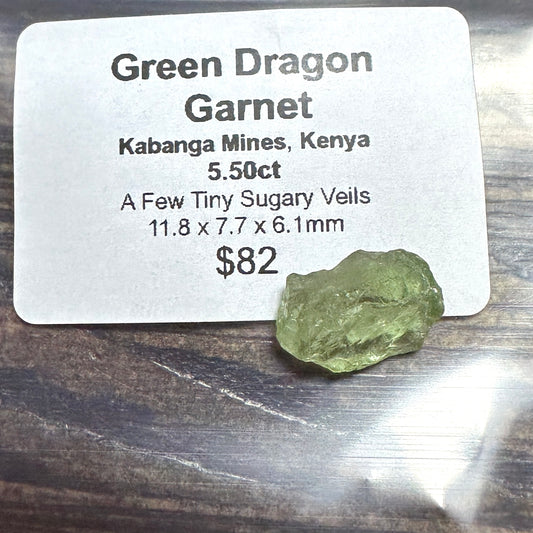 Green Dragon
Garnet
Kabanga Mines, Kenya
5.50ct
A Few Tiny Sugary Veils
11.8 x 7.7 x 6.1mm
$82